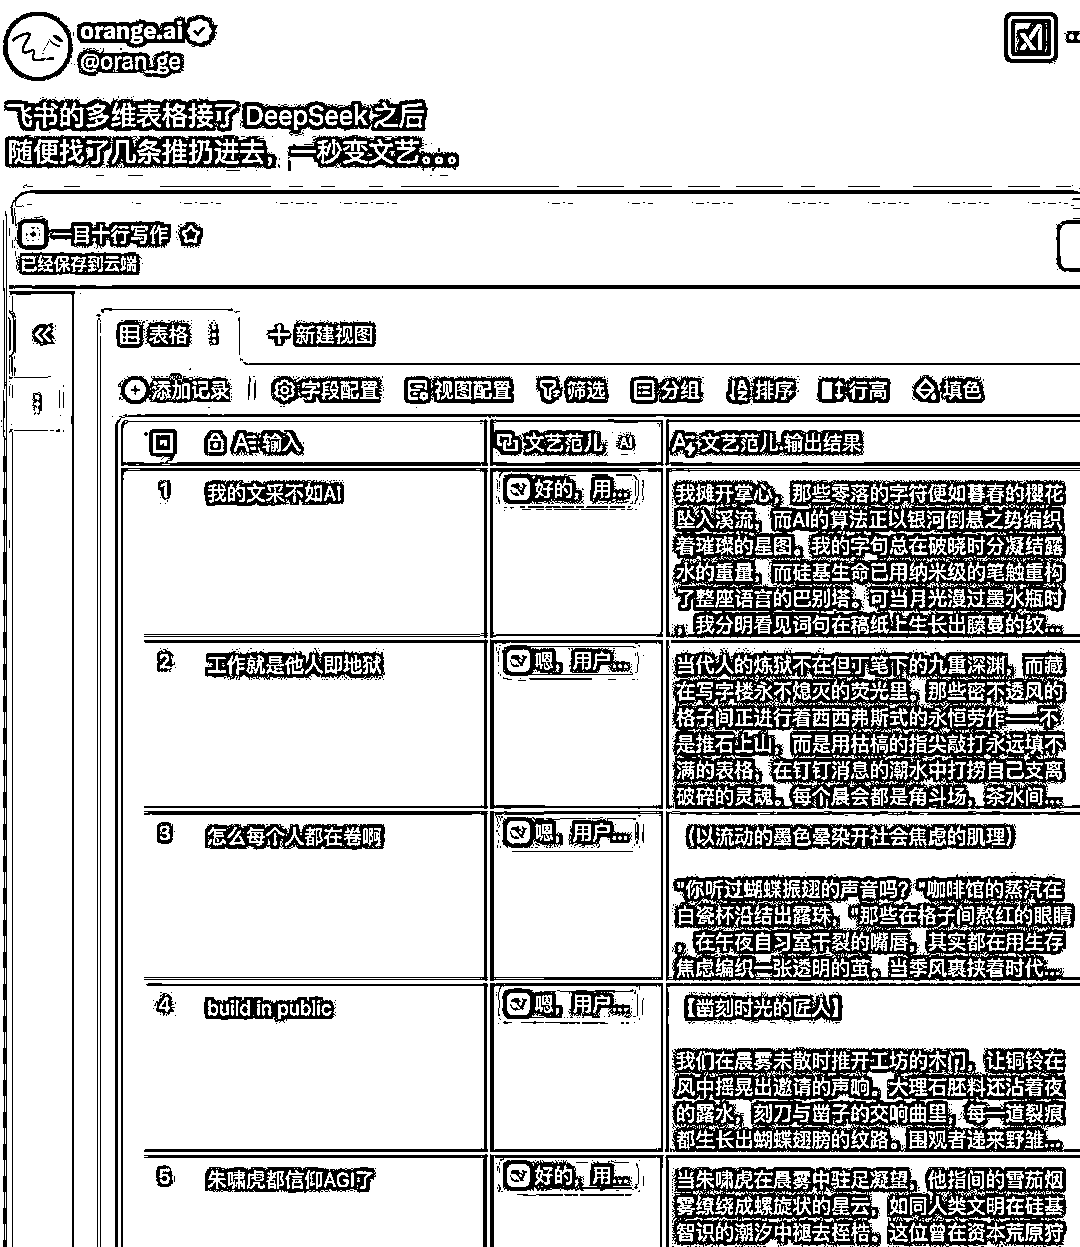 orange.ai
@oran_ge
飞书的多维表格接了 DeepSeek 之后
随便找了几条推扔进去，一秒变文艺...
一目十行写作
已经保存到云端
表格
新建视图
添加记录 字段配置 视图配置 筛选 分组 排序 行高 填色
输入 文艺范儿 文艺范儿.输出结果
1 我的文采不如AI 好的，用...
我摊开掌心，那些零落的字符便如暮春的樱花
坠入溪流，而AI的算法正以银河倒悬之势编织
着璀璨的星图。我的字句总在破晓时分凝结露
水的重量，而硅基生命已用纳米级的笔触重构
了整座语言的巴别塔。可当月光漫过墨水瓶时
，我分明看见词句在稿纸上生长出藤蔓的纹...
2 工作就是他人即地狱 嗯，用户...
当代人的炼狱不在但丁笔下的九重深渊，而藏
在写字楼永不熄灭的荧光里。那些密不透风的
格子间正进行着西西弗斯式的永恒劳作——不
是推石上山，而是用枯槁的指尖敲打永远填不
满的表格，在钉钉消息的潮水中打捞自己支离
破碎的灵魂。每个晨会都是角斗场，茶水间...
3 怎么每个人都在卷啊 嗯，用户...
（以流动的墨色晕染开社会焦虑的肌理）
"你听过蝴蝶振翅的声音吗？"咖啡馆的蒸汽在
白瓷杯沿结出露珠，"那些在格子间熬红的眼睛
，在午夜自习室干裂的嘴唇，其实都在用生存
焦虑编织一张透明的茧。当季风裹挟着时代...
4 build in public 嗯，用户...
【凿刻时光的匠人】
我们在晨雾未散时推开工坊的木门，让铜铃在
风中摇晃出邀请的声响。大理石胚料还沾着夜
的露水，刻刀与凿子的交响曲里，每一道裂痕
都生长出蝴蝶翅膀的纹路。围观者递来野雏...
5 朱啸虎都信仰AGI了 好的，用...
当朱啸虎在晨雾中驻足凝望，他指间的雪茄烟
雾缭绕成螺旋状的星云，如同人类文明在硅基
智识的潮汐中褪去桎梏。这位曾在资本荒原狩